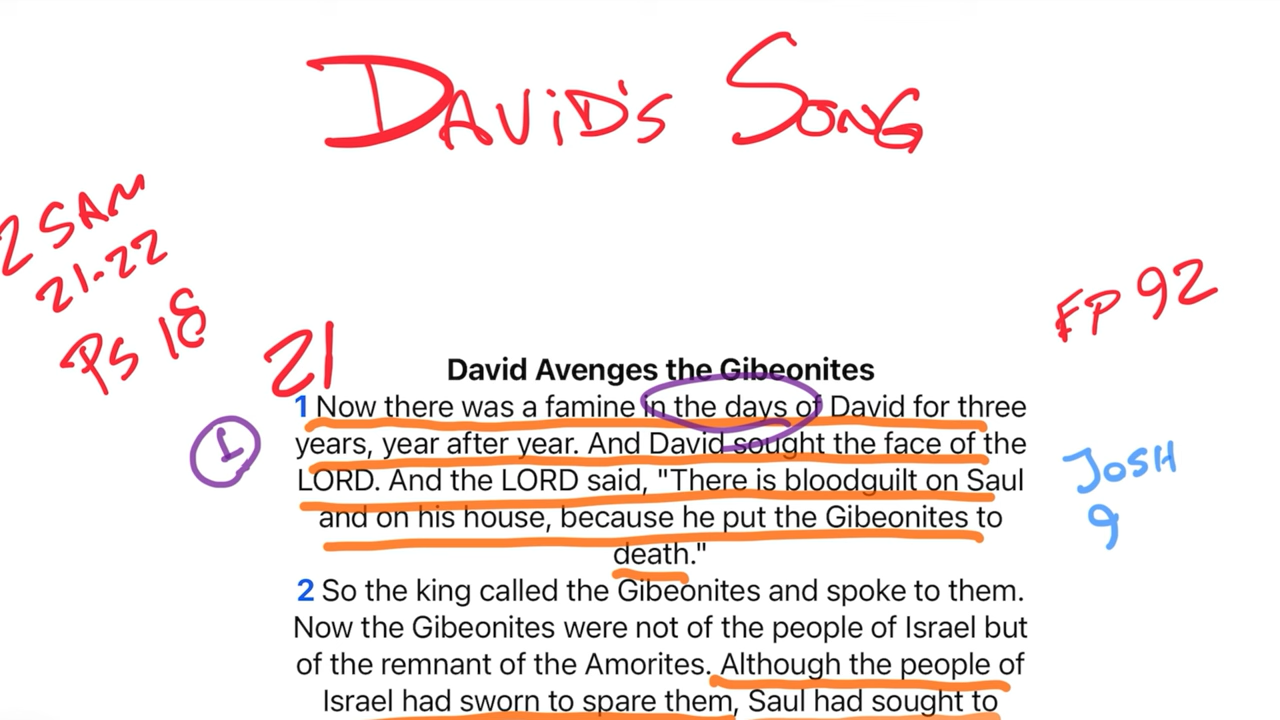 DAViD'S SONG
2 SAM
21-22
PS 18
FP 92
21
David Avenges the Gibeonites
1 Now there was a famine in the days of David for three
years, year after year. And David sought the face of the
LORD. And the LORD said, "There is bloodguilt on Saul
and on his house, because he put the Gibeonites to
death."
1
JOSH
9
2 So the king called the Gibeonites and spoke to them.
Now the Gibeonites were not of the people of Israel but
of the remnant of the Amorites. Although the people of
Israel had sworn to spare them, Saul had sought to